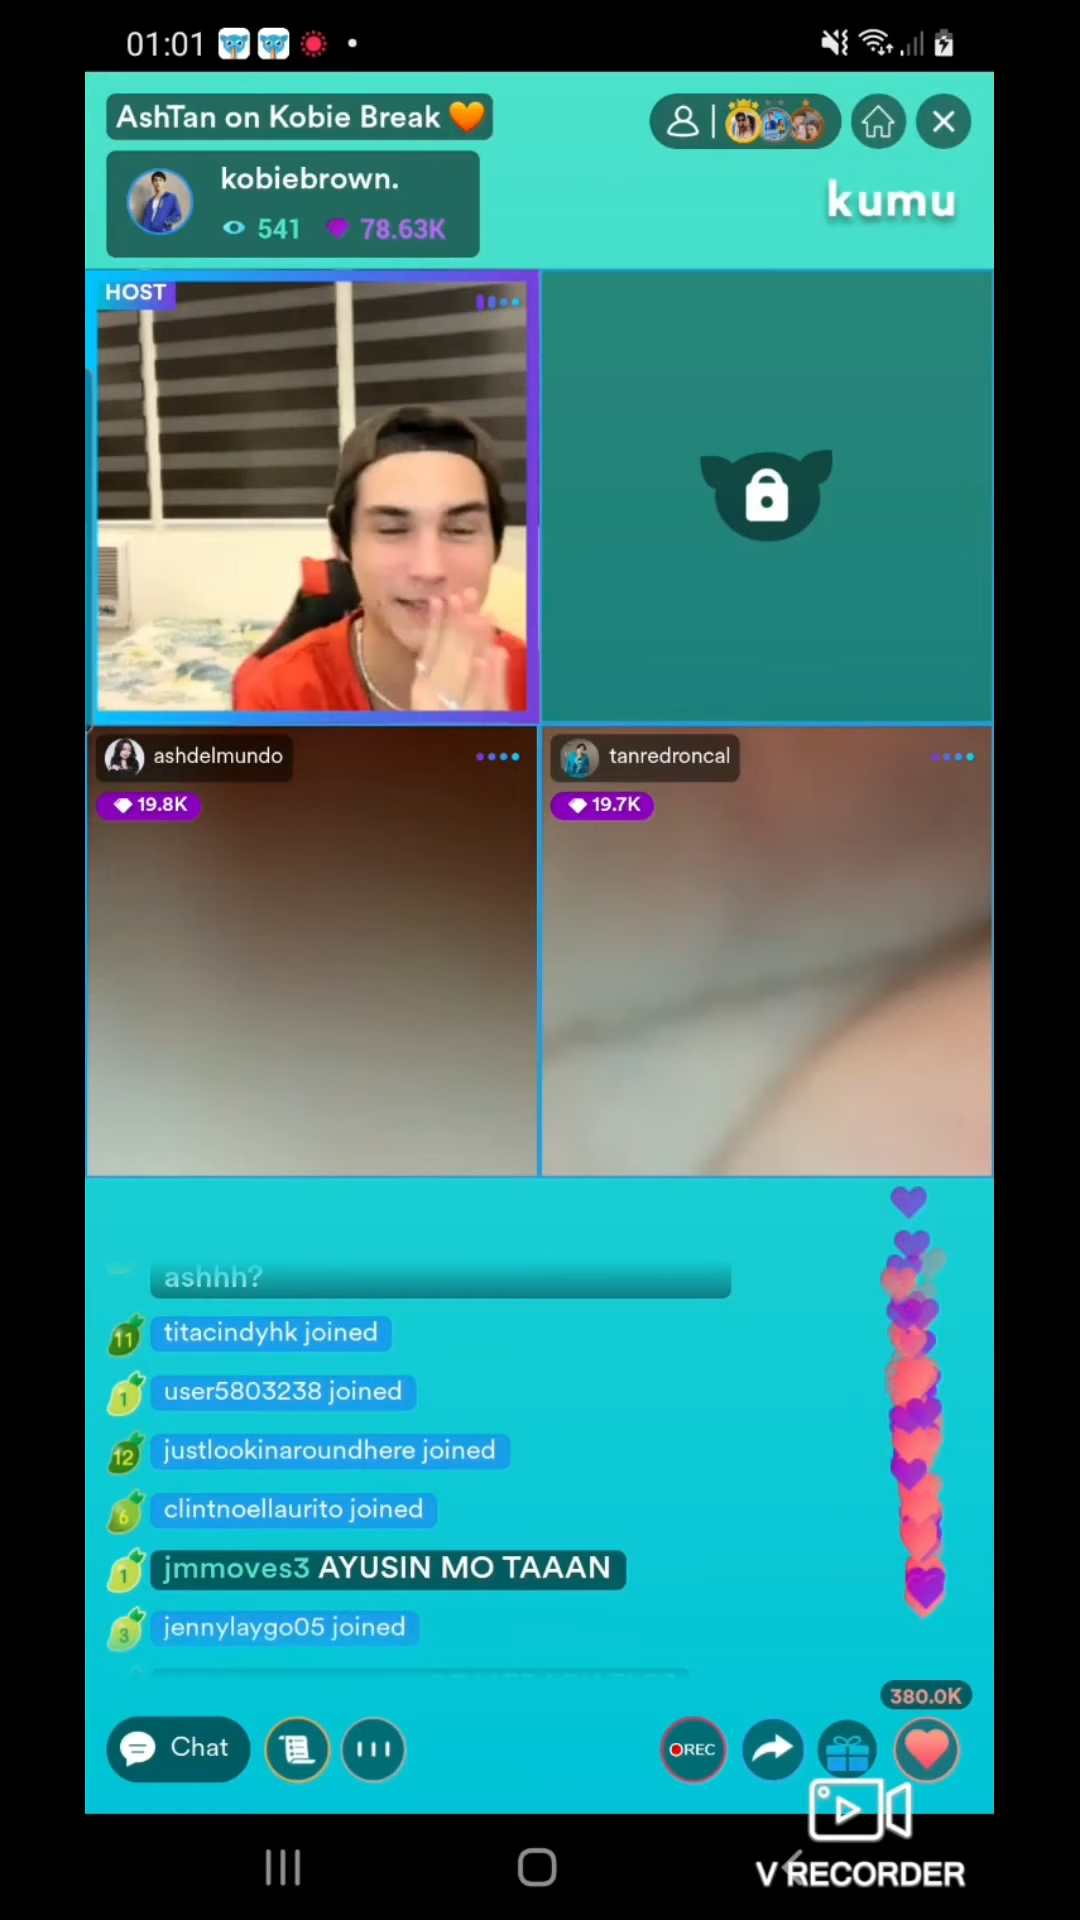 01:01
AshTan on Kobie Break
kobiebrown.
541 78.63K
kumu
HOST
ashdelmundo
19.8K
tanredroncal
19.7K
ashhh?
11 titacindyhk joined
1 user5803238 joined
12 justlookinaroundhere joined
6 clintnoellaurito joined
1 jmmoves3 AYUSIN MO TAAAN
3 jennylaygo05 joined
380.0K
Chat
REC
V RECORDER